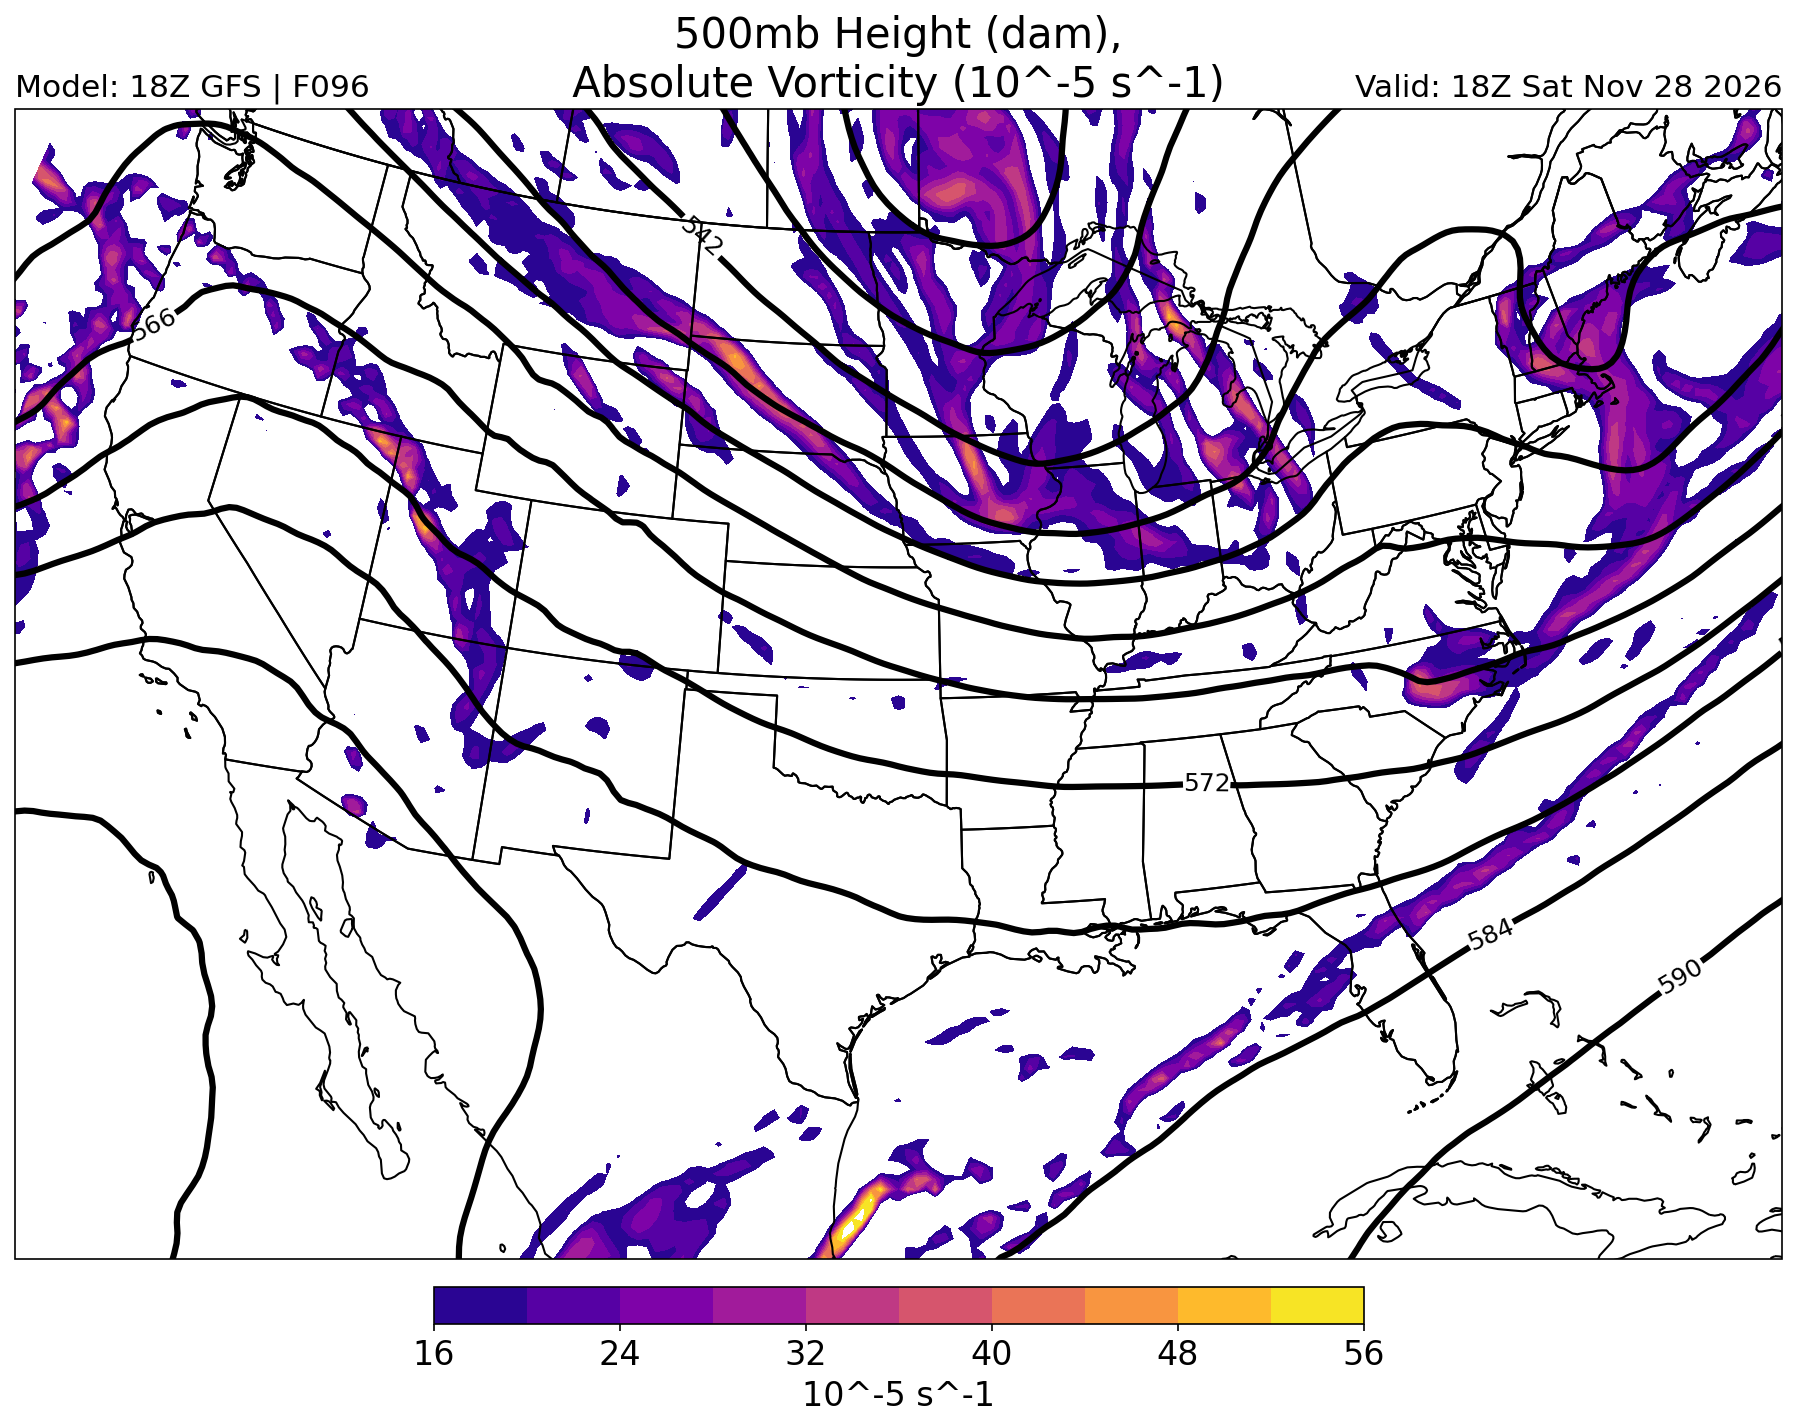 500mb Height (dam),
Model: 18Z GFS | F096
Absolute Vorticity (10^-5 s^-1)
Valid: 18Z Sat Nov 28 2026
542
566
572
584
590
16 24 32 40 48 56
10^-5 s^-1